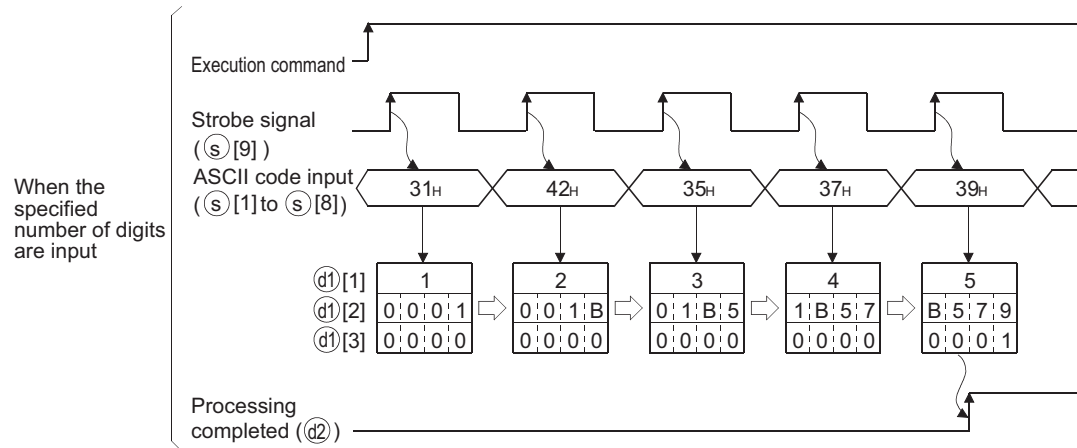 Execution command
Strobe signal
(ⓢ [9] )
ASCII code input
(ⓢ [1] to ⓢ [8])
31H 42H 35H 37H 39H
When the
specified
number of digits
are input
(d1) [1] 1 2 3 4 5
(d1) [2] 0 0 0 1 0 0 1 B 0 1 B 5 1 B 5 7 B 5 7 9
(d1) [3] 0 0 0 0 0 0 0 0 0 0 0 0 0 0 0 0 0 0 0 1
Processing
completed ((d2))